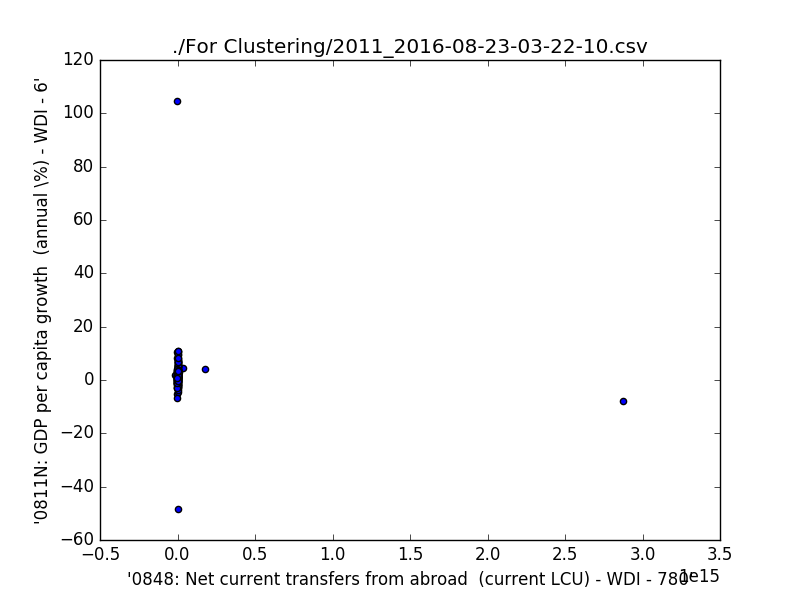 ./For Clustering/2011_2016-08-23-03-22-10.csv
120
100
80
60
40
20
0
−20
−40
−60
'0811N: GDP per capita growth  (annual \%) - WDI - 6'
−0.5 0.0 0.5 1.0 1.5 2.0 2.5 3.0 3.5
1e15
'0848: Net current transfers from abroad  (current LCU) - WDI - 780'